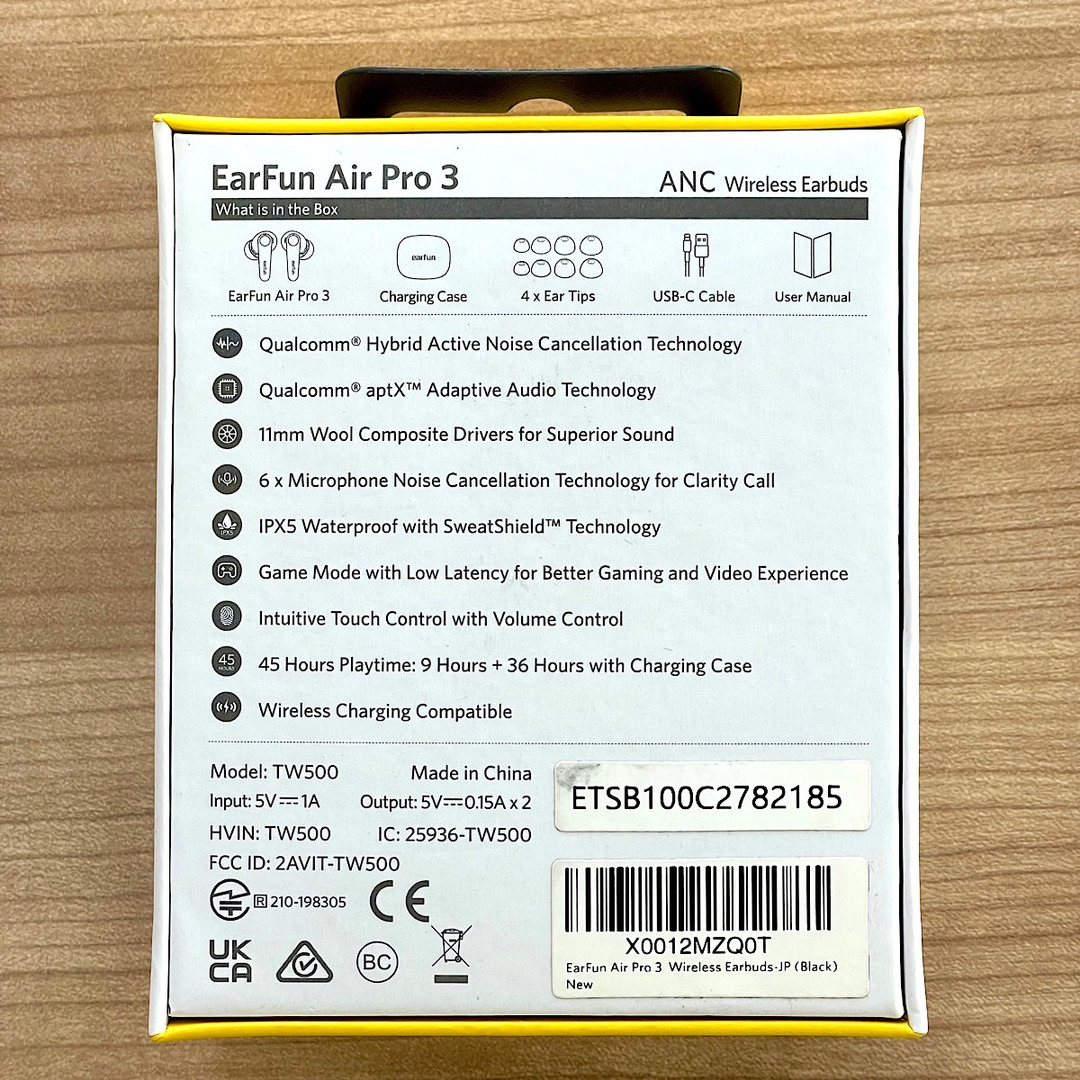 EarFun Air Pro 3
ANC Wireless Earbuds
What is in the Box
earfun
EarFun Air Pro 3
Charging Case
4 x Ear Tips
USB-C Cable
User Manual
Qualcomm® Hybrid Active Noise Cancellation Technology
Qualcomm® aptX™ Adaptive Audio Technology
11mm Wool Composite Drivers for Superior Sound
6 x Microphone Noise Cancellation Technology for Clarity Call
IPX5
IPX5 Waterproof with SweatShield™ Technology
Game Mode with Low Latency for Better Gaming and Video Experience
Intuitive Touch Control with Volume Control
45
HOURS
45 Hours Playtime: 9 Hours + 36 Hours with Charging Case
Wireless Charging Compatible
Model: TW500 Made in China
Input: 5V⎓1A Output: 5V⎓0.15A x 2
HVIN: TW500 IC: 25936-TW500
FCC ID: 2AVIT-TW500
R 210-198305
CE
UK
CA
BC
ETSB100C2782185
X0012MZQ0T
EarFun Air Pro 3 Wireless Earbuds-JP (Black)
New